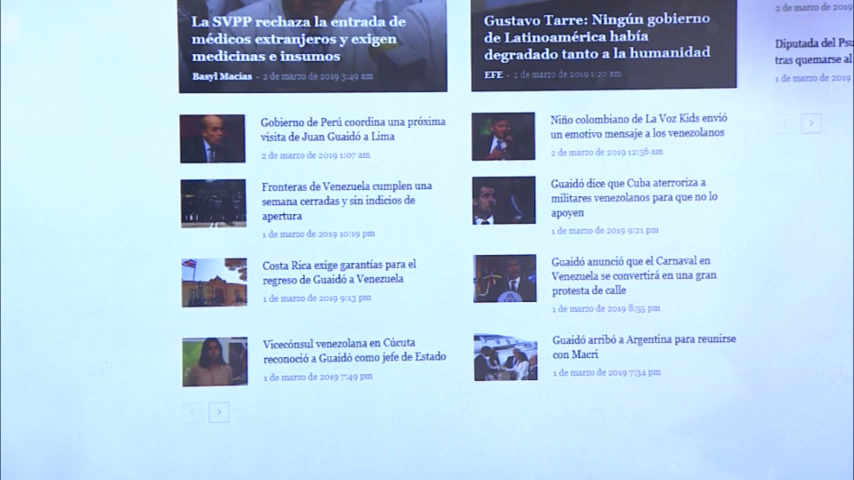 La SVPP rechaza la entrada de
médicos extranjeros y exigen
medicinas e insumos
Basyl Macías - 2 de marzo de 2019 3:49 am
Gobierno de Perú coordina una próxima
visita de Juan Guaidó a Lima
2 de marzo de 2019 1:07 am
Fronteras de Venezuela cumplen una
semana cerradas y sin indicios de
apertura
1 de marzo de 2019 10:19 pm
Costa Rica exige garantías para el
regreso de Guaidó a Venezuela
1 de marzo de 2019 9:13 pm
Vicecónsul venezolana en Cúcuta
reconoció a Guaidó como jefe de Estado
1 de marzo de 2019 7:49 pm
Gustavo Tarre: Ningún gobierno
de Latinoamérica había
degradado tanto a la humanidad
EFE - 2 de marzo de 2019 1:20 am
Niño colombiano de La Voz Kids envió
un emotivo mensaje a los venezolanos
2 de marzo de 2019 12:56 am
Guaidó dice que Cuba aterroriza a
militares venezolanos para que no lo
apoyen
1 de marzo de 2019 9:21 pm
Guaidó anunció que el Carnaval en
Venezuela se convertirá en una gran
protesta de calle
1 de marzo de 2019 8:55 pm
Guaidó arribó a Argentina para reunirse
con Macri
1 de marzo de 2019 7:34 pm
2 de marzo de 2019
Diputada del Psu
tras quemarse al
1 de marzo de 2019